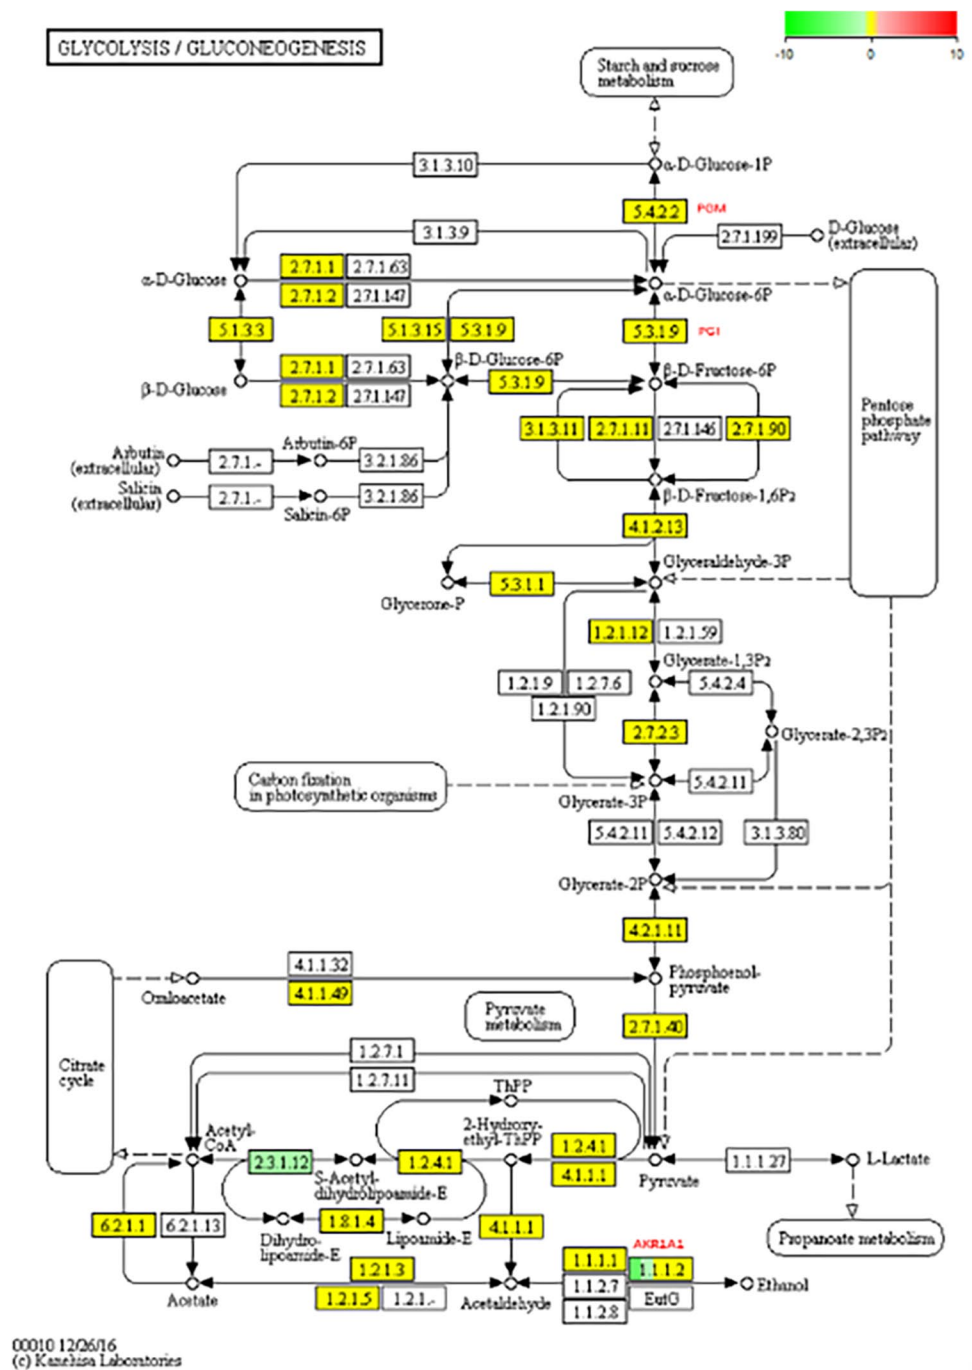 GLYCOLYSIS / GLUCONEOGENESIS
-10 0 10
Starch and sucrose
metabolism
3.1.3.10
α-D-Glucose-1P
5.4.2.2
PGM
3.1.3.9
2.7.1.199
D-Glucose
(extracellular)
2.7.1.1
2.7.1.63
α-D-Glucose
2.7.1.2
2.7.1.147
α-D-Glucose-6P
5.1.3.3
5.1.3.15
5.3.1.9
5.3.1.9
PGI
β-D-Glucose-6P
β-D-Fructose-6P
2.7.1.1
2.7.1.63
β-D-Glucose
2.7.1.2
2.7.1.147
5.3.1.9
Pentose
phosphate
pathway
3.1.3.11
2.7.1.11
2.7.1.146
2.7.1.90
Arbutin
(extracellular)
2.7.1.-
Arbutin-6P
3.2.1.86
Salicin
(extracellular)
2.7.1.-
Salicin-6P
3.2.1.86
β-D-Fructose-1,6P2
4.1.2.13
Glyceraldehyde-3P
Glycerone-P
5.3.1.1
1.2.1.12
1.2.1.59
Glycerate-1,3P2
1.2.1.9
1.2.7.6
1.2.1.90
5.4.2.4
2.7.2.3
Glycerate-2,3P2
Carbon fixation
in photosynthetic organisms
5.4.2.11
Glycerate-3P
5.4.2.11
5.4.2.12
3.1.3.80
Glycerate-2P
4.2.1.11
4.1.1.32
Oxaloacetate
4.1.1.49
Phosphoenol-
pyruvate
Pyruvate
metabolism
2.7.1.40
Citrate
cycle
1.2.7.1
1.2.7.11
ThPP
Acetyl-
CoA
2-Hydroxy-
ethyl-ThPP
2.3.1.12
S-Acetyl-
dihydrolipoamide-E
1.2.4.1
1.2.4.1
4.1.1.1
Pyruvate
1.1.1.27
L-Lactate
6.2.1.1
6.2.1.13
Dihydro-
lipoamide-E
1.8.1.4
Lipoamide-E
4.1.1.1
Propanoate metabolism
AKR1A1
1.2.1.3
1.1.1.1
1.1.1.2
Acetate
1.2.1.5
1.2.1.-
Acetaldehyde
1.1.2.7
EutG
Ethanol
1.1.2.8
00010 12/26/16
(c) Kanehisa Laboratories